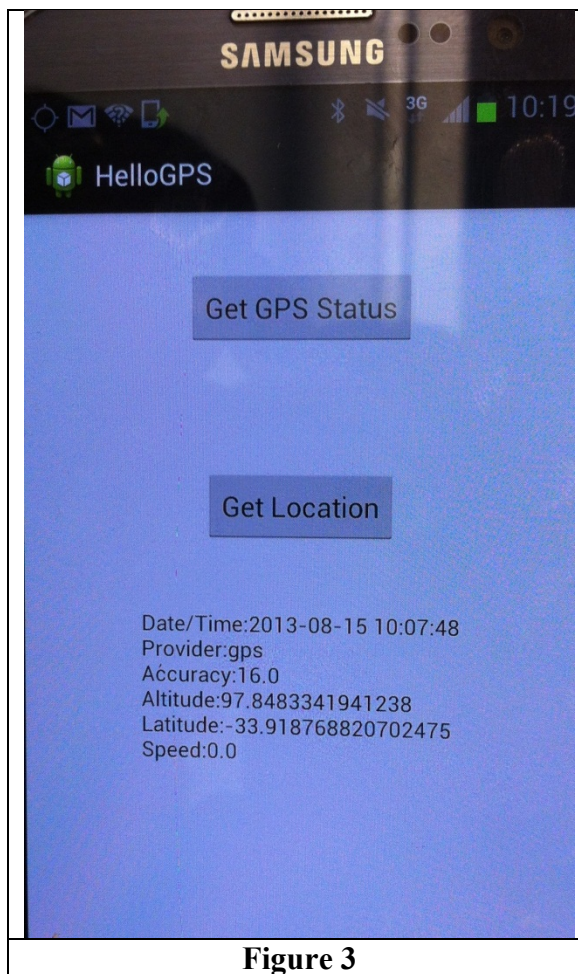 SAMSUNG
3G 10:19
HelloGPS
Get GPS Status
Get Location
Date/Time:2013-08-15 10:07:48
Provider:gps
Accuracy:16.0
Altitude:97.8483341941238
Latitude:-33.918768820702475
Speed:0.0
Figure 3